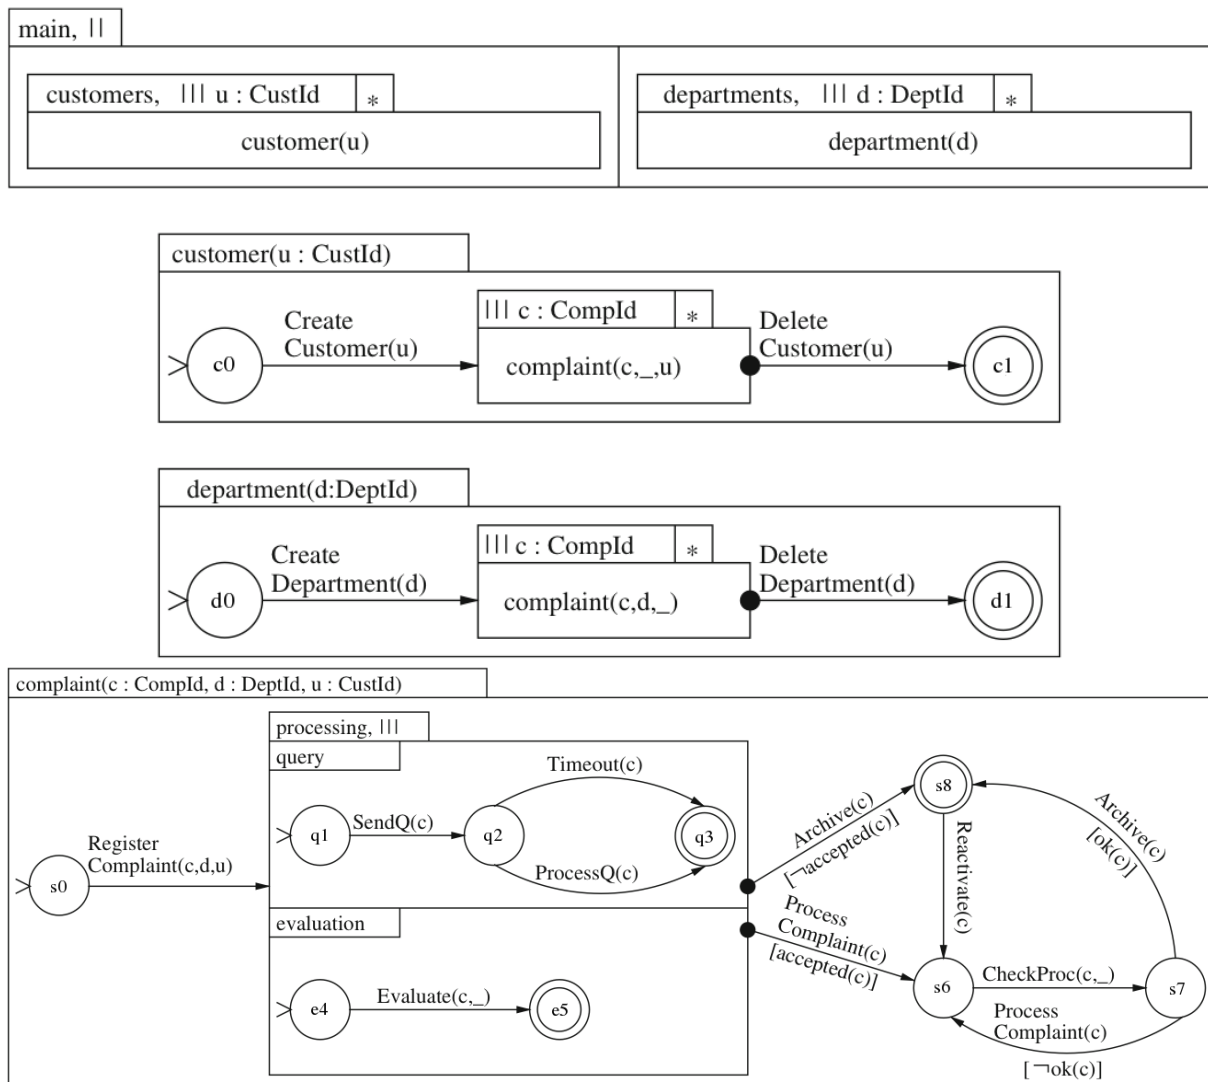 main, ||
customers, ||| u : CustId *
customer(u)
departments, ||| d : DeptId *
department(d)
customer(u : CustId)
c0
Create
Customer(u)
||| c : CompId *
complaint(c,_,u)
Delete
Customer(u)
c1
department(d:DeptId)
d0
Create
Department(d)
||| c : CompId *
complaint(c,d,_)
Delete
Department(d)
d1
complaint(c : CompId, d : DeptId, u : CustId)
s0
Register
Complaint(c,d,u)
processing, |||
query
q1
SendQ(c)
q2
Timeout(c)
ProcessQ(c)
q3
evaluation
e4
Evaluate(c,_)
e5
Archive(c)
[¬accepted(c)]
Process
Complaint(c)
[accepted(c)]
s8
Reactivate(c)
Archive(c)
[ok(c)]
s6
CheckProc(c,_)
s7
Process
Complaint(c)
[¬ok(c)]